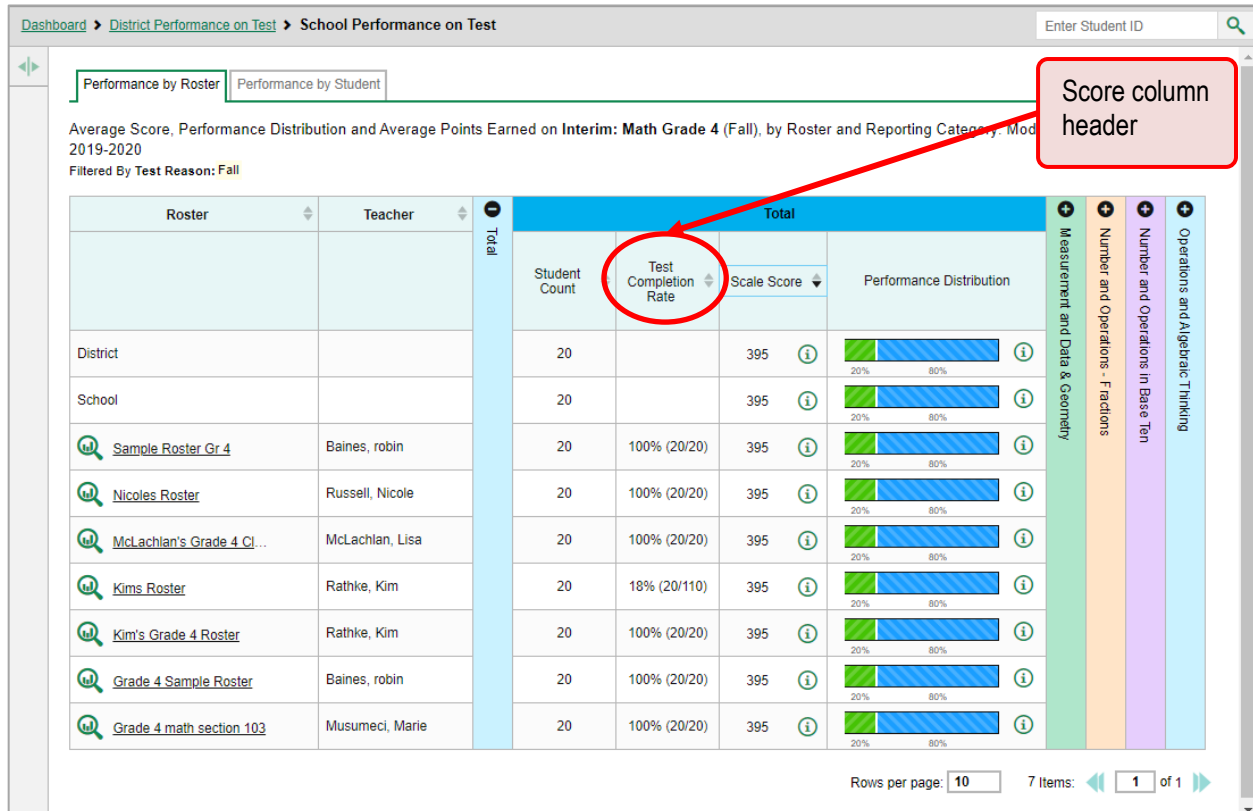 Dashboard > District Performance on Test > School Performance on Test
Enter Student ID
Score column
header
Performance by Roster
Performance by Student
Average Score, Performance Distribution and Average Points Earned on Interim: Math Grade 4 (Fall), by Roster and Reporting Category: Mod
2019-2020
Filtered By Test Reason: Fall
Roster
Teacher
Total
Total
Student
Count
Test
Completion
Rate
Scale Score
Performance Distribution
Measurement and Data & Geometry
Number and Operations - Fractions
Number and Operations in Base Ten
Operations and Algebraic Thinking
District 20 395
20% 80%
School 20 395
20% 80%
Sample Roster Gr 4 Baines, robin 20 100% (20/20) 395
20% 80%
Nicoles Roster Russell, Nicole 20 100% (20/20) 395
20% 80%
McLachlan's Grade 4 Cl... McLachlan, Lisa 20 100% (20/20) 395
20% 80%
Kims Roster Rathke, Kim 20 18% (20/110) 395
20% 80%
Kim's Grade 4 Roster Rathke, Kim 20 100% (20/20) 395
20% 80%
Grade 4 Sample Roster Baines, robin 20 100% (20/20) 395
20% 80%
Grade 4 math section 103 Musumeci, Marie 20 100% (20/20) 395
20% 80%
Rows per page: 10 7 Items: 1 of 1